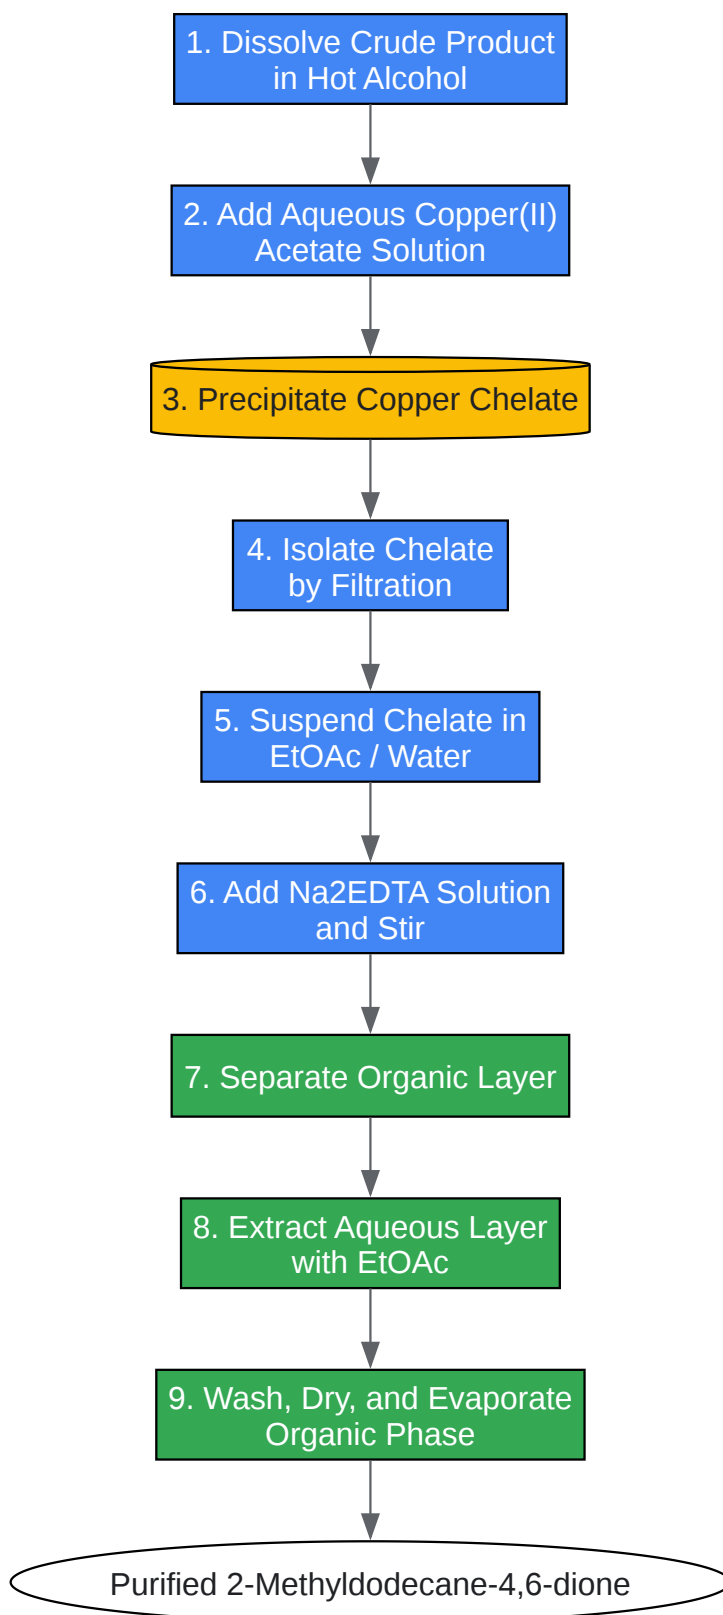 1. Dissolve Crude Product
in Hot Alcohol
2. Add Aqueous Copper(II)
Acetate Solution
3. Precipitate Copper Chelate
4. Isolate Chelate
by Filtration
5. Suspend Chelate in
EtOAc / Water
6. Add Na2EDTA Solution
and Stir
7. Separate Organic Layer
8. Extract Aqueous Layer
with EtOAc
9. Wash, Dry, and Evaporate
Organic Phase
Purified 2-Methyldodecane-4,6-dione